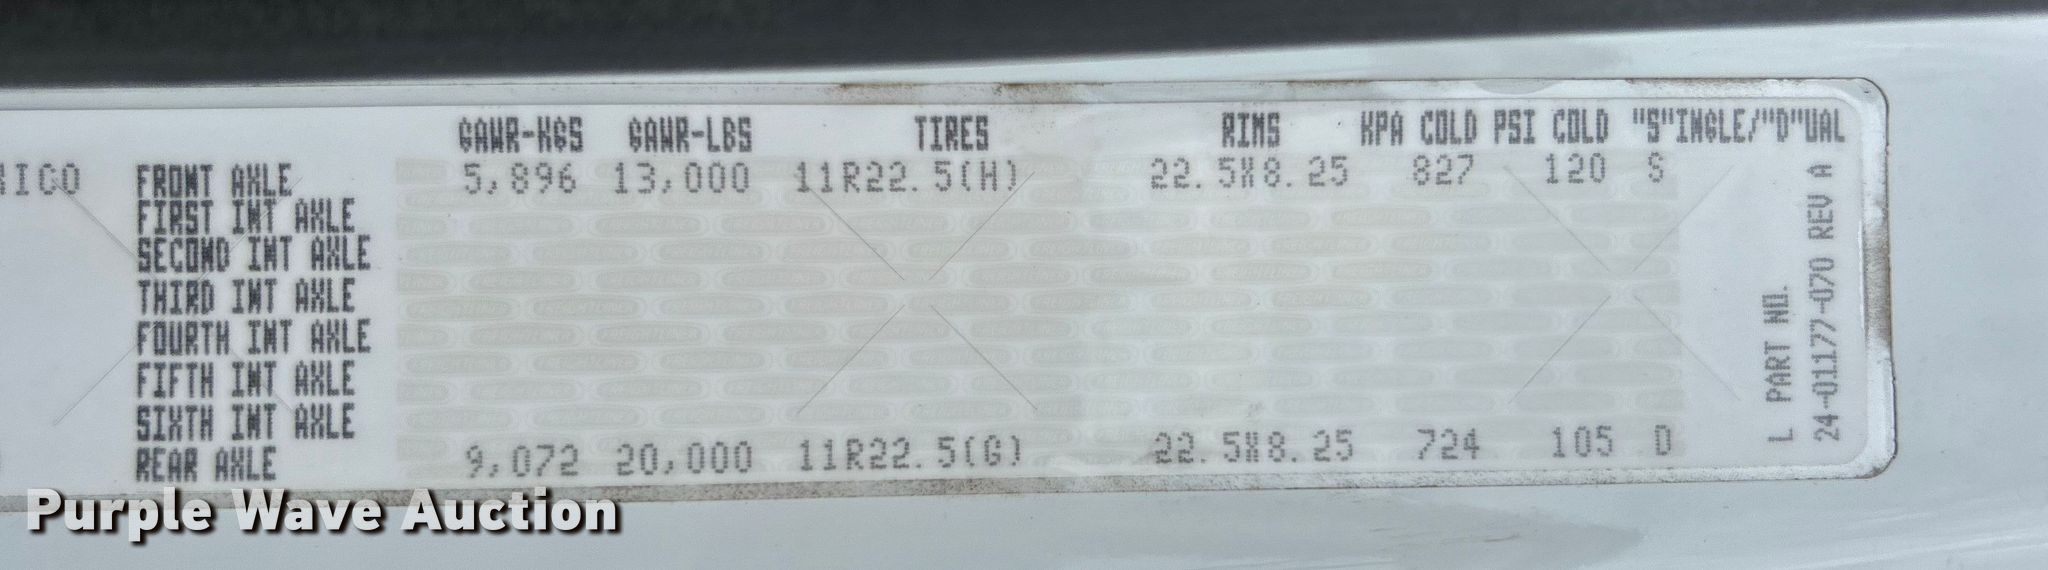 GAWR-KGS GAWR-LBS TIRES RIMS KPA COLD PSI COLD "S"INGLE/"D"UAL
FRONT AXLE 5,896 13,000 11R22.5(H) 22.5X8.25 827 120 S
FIRST INT AXLE
SECOND INT AXLE
THIRD INT AXLE
FOURTH INT AXLE
FIFTH INT AXLE
SIXTH INT AXLE
REAR AXLE 9,072 20,000 11R22.5(G) 22.5X8.25 724 105 D
L PART NO.
24-01177-070 REV A
Purple Wave Auction